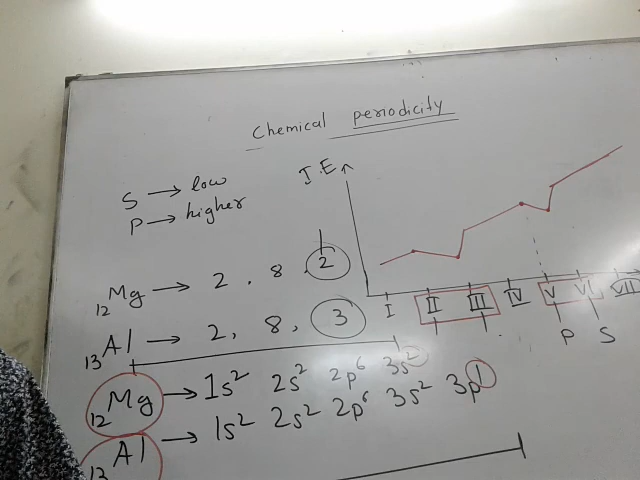 Chemical periodicity
I.E
S → low
P → higher
12Mg → 2 . 8 . 2
13Al → 2, 8, 3
I II III IV V VI VII
P S
12Mg → 1s² 2s² 2p⁶ 3s²
13Al → 1s² 2s² 2p⁶ 3s² 3p¹